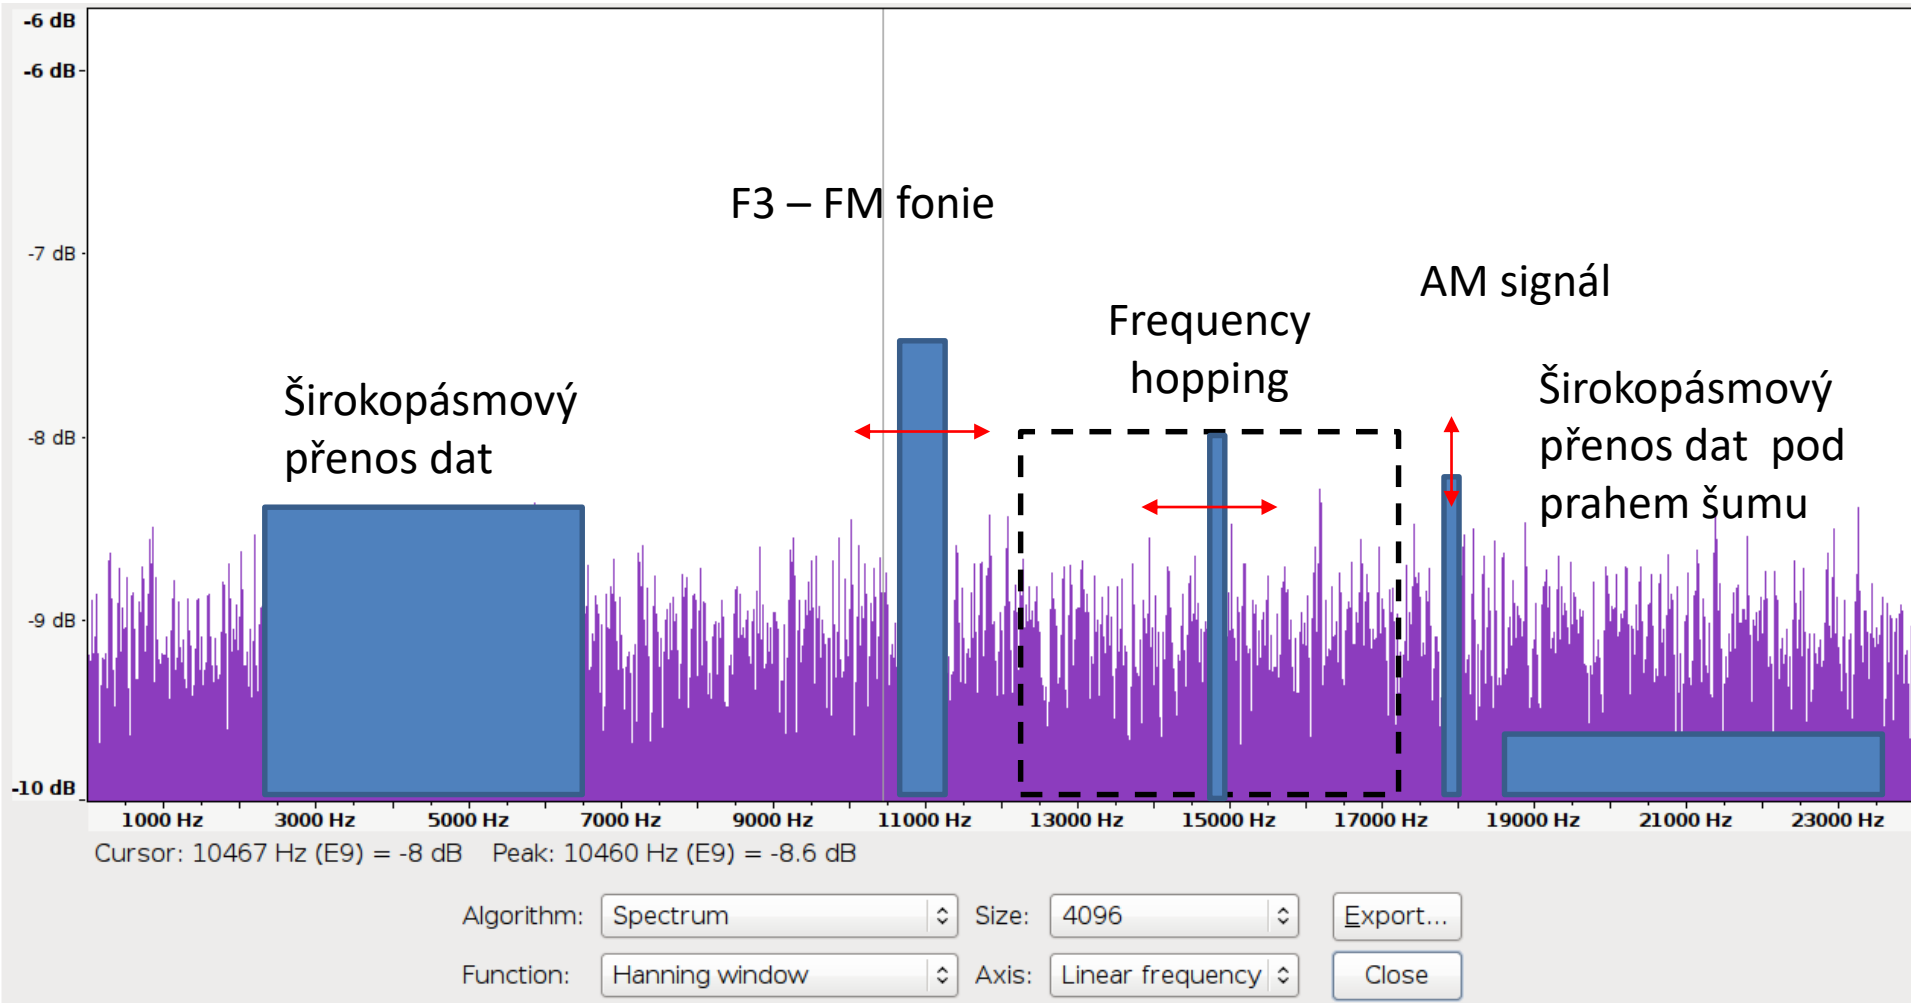 -6 dB
-6 dB
-7 dB
-8 dB
-9 dB
-10 dB
F3 – FM fonie
AM signál
Frequency
hopping
Širokopásmový
přenos dat
Širokopásmový
přenos dat  pod
prahem šumu
1000 Hz 3000 Hz 5000 Hz 7000 Hz 9000 Hz 11000 Hz 13000 Hz 15000 Hz 17000 Hz 19000 Hz 21000 Hz 23000 Hz
Cursor: 10467 Hz (E9) = -8 dB Peak: 10460 Hz (E9) = -8.6 dB
Algorithm: Spectrum Size: 4096 Export...
Function: Hanning window Axis: Linear frequency Close